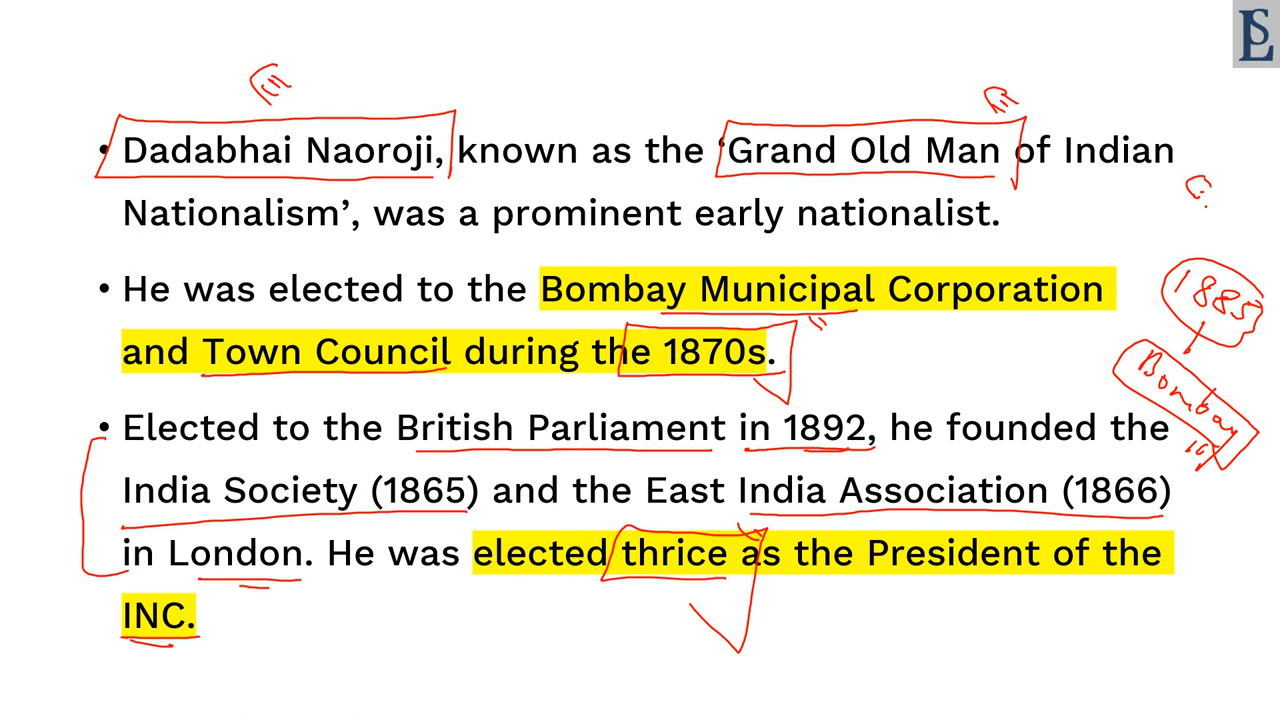 • Dadabhai Naoroji, known as the ‘Grand Old Man of Indian
Nationalism’, was a prominent early nationalist.
• He was elected to the Bombay Municipal Corporation
and Town Council during the 1870s.
• Elected to the British Parliament in 1892, he founded the
India Society (1865) and the East India Association (1866)
in London. He was elected thrice as the President of the
INC.
1885
Bombay